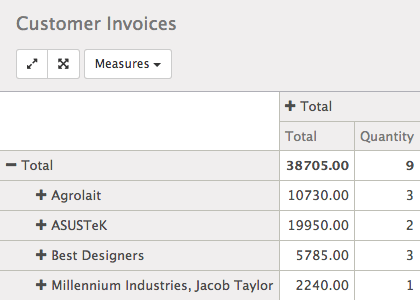 Customer Invoices
Measures
Total
Total Quantity
Total 38705.00 9
Agrolait 10730.00 3
ASUSTeK 19950.00 2
Best Designers 5785.00 3
Millennium Industries, Jacob Taylor 2240.00 1